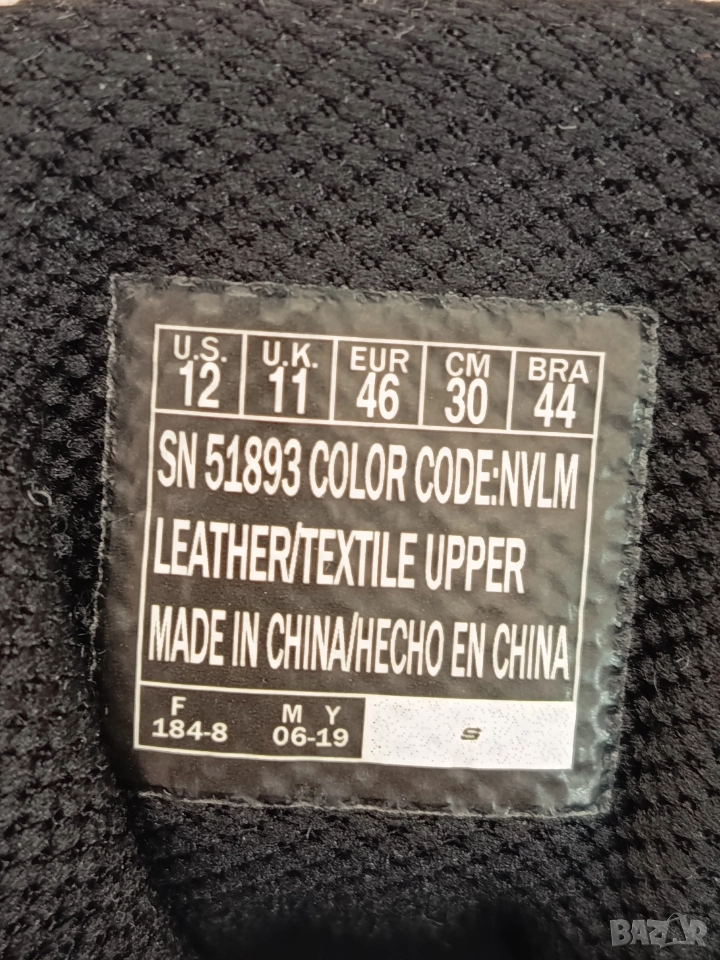 U.S. U.K. EUR CM BRA
12 11 46 30 44
SN 51893 COLOR CODE:NVLM
LEATHER/TEXTILE UPPER
MADE IN CHINA/HECHO EN CHINA
F M Y
184-8 06-19
S
BAZAR